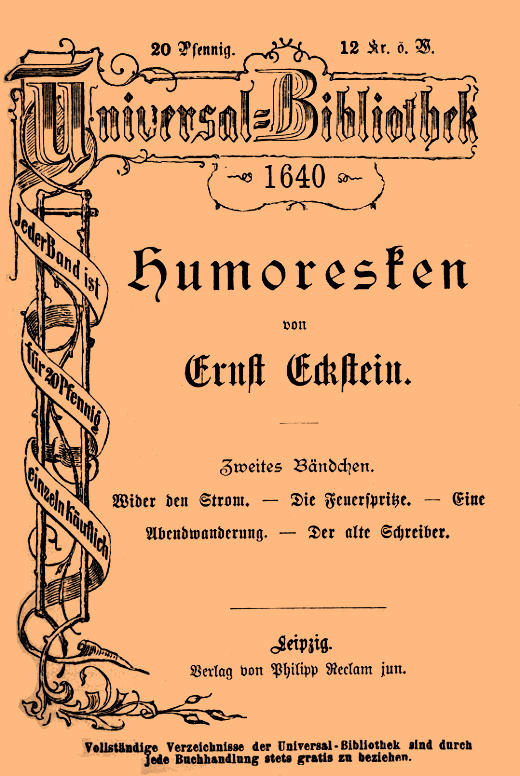 20 Pfennig. 12 Kr. ö. W.
Universal-Bibliothek
1640
Jeder Band ist
für 20 Pfennig
einzeln käuflich
Humoresken
von
Ernst Eckstein.
Zweites Bändchen.
Wider den Strom. — Die Feuerspritze. — Eine
Abendwanderung. — Der alte Schreiber.
Leipzig.
Verlag von Philipp Reclam jun.
Vollständige Verzeichnisse der Universal-Bibliothek sind durch
jede Buchhandlung stets gratis zu beziehen.